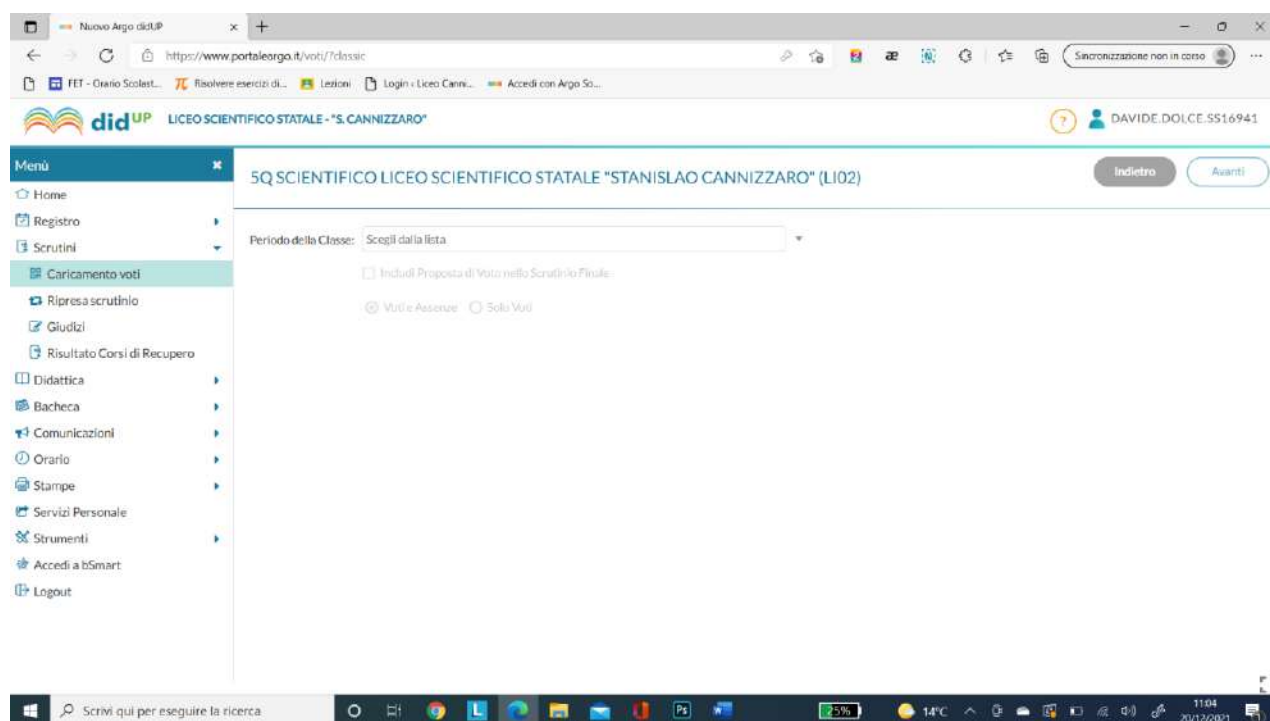 Nuovo Argo didUP
https://www.portaleargo.it/voti/?classic
Sincronizzazione non in corso
FET - Orario Scolast...
Risolvere esercizi di...
Lezioni
Login ‹ Liceo Canni...
Accedi con Argo So...
didUP
LICEO SCIENTIFICO STATALE - "S. CANNIZZARO"
?
DAVIDE.DOLCE.SS16941
Menù
5Q SCIENTIFICO LICEO SCIENTIFICO STATALE "STANISLAO CANNIZZARO" (LI02)
Indietro
Avanti
Home
Registro
Scrutini
Caricamento voti
Ripresa scrutinio
Giudizi
Risultato Corsi di Recupero
Didattica
Bacheca
Comunicazioni
Orario
Stampe
Servizi Personale
Strumenti
Accedi a bSmart
Logout
Periodo della Classe: Scegli dalla lista
Includi Proposta di Voto nello Scrutinio Finale
Voti e Assenze Solo Voti
Scrivi qui per eseguire la ricerca
L
Ps
25%
14°C
11:04
20/12/2021